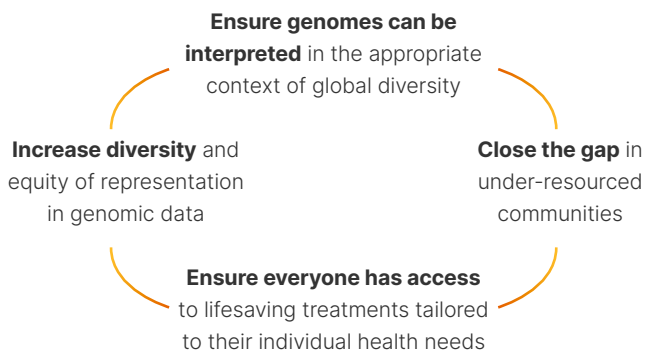 Ensure genomes can be
interpreted in the appropriate
context of global diversity
Increase diversity and
equity of representation
in genomic data
Close the gap in
under-resourced
communities
Ensure everyone has access
to lifesaving treatments tailored
to their individual health needs